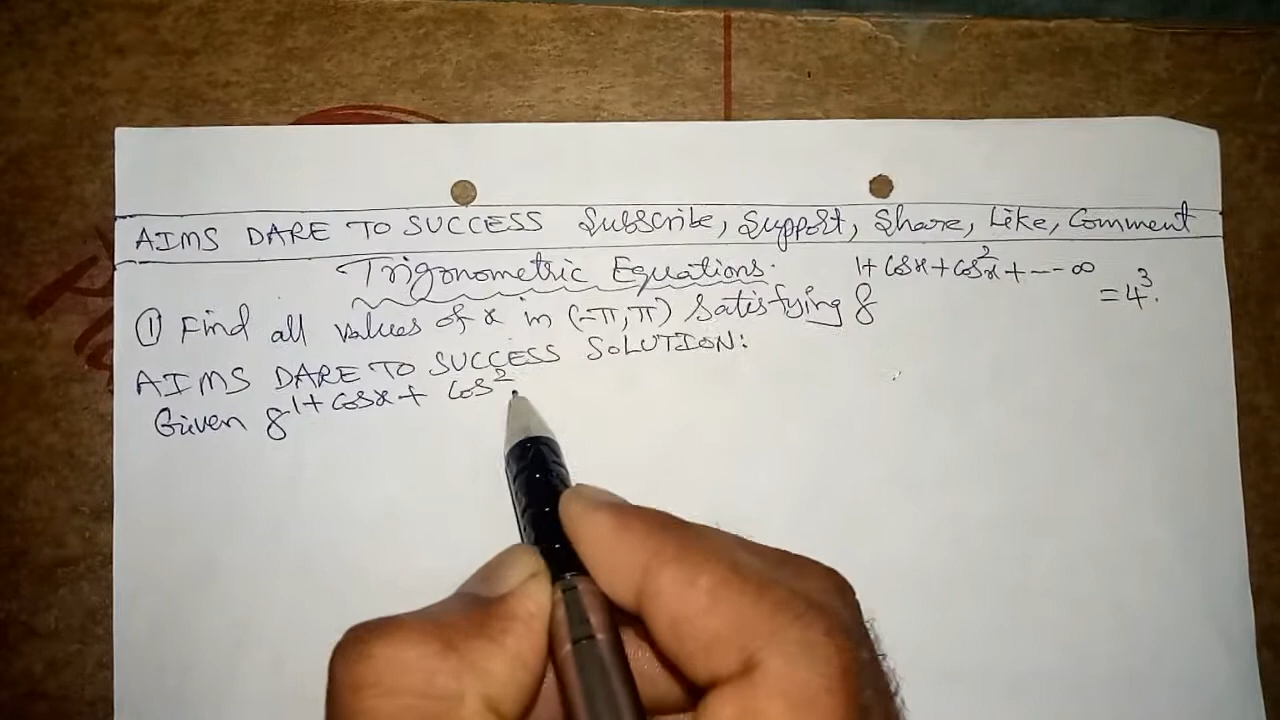 AIMS DARE TO SUCCESS Subscribe, Support, Share, Like, Comment
Trigonometric Equations.
① Find all values of x in (-π, π) satisfying 8^{1+cosx+cos²x+---∞} = 4³.
AIMS DARE TO SUCCESS SOLUTION:
Given 8^{1+cosx+cos²}